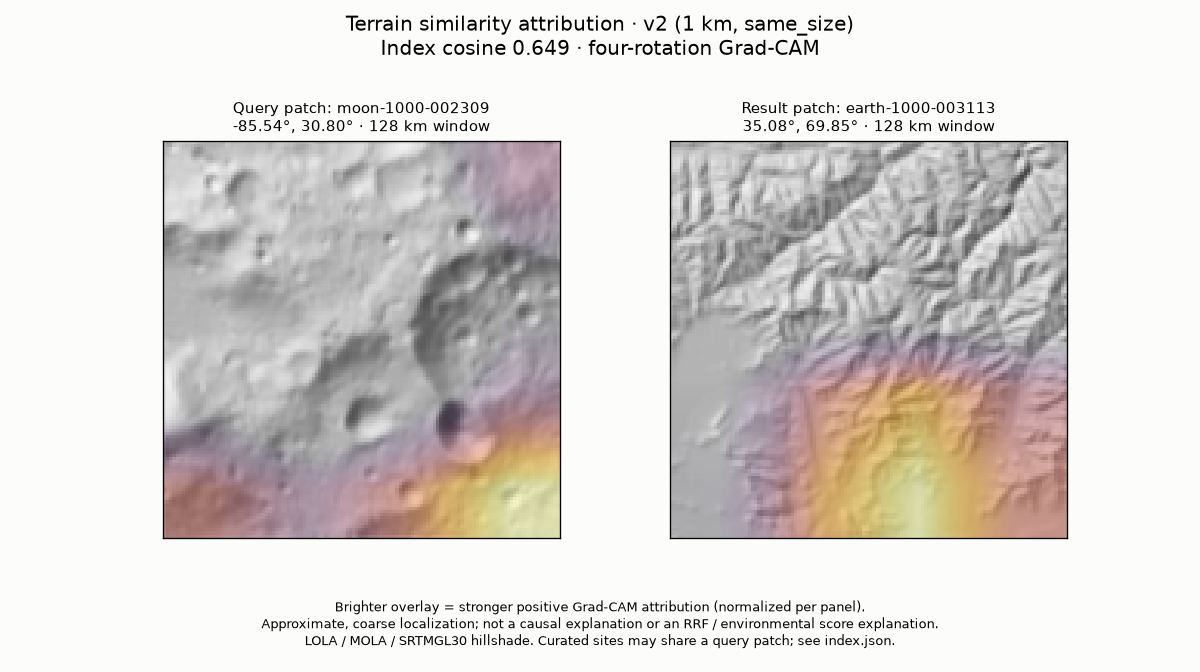 Terrain similarity attribution · v2 (1 km, same_size)
Index cosine 0.649 · four-rotation Grad-CAM
Query patch: moon-1000-002309
-85.54°, 30.80° · 128 km window
Result patch: earth-1000-003113
35.08°, 69.85° · 128 km window
Brighter overlay = stronger positive Grad-CAM attribution (normalized per panel).
Approximate, coarse localization; not a causal explanation or an RRF / environmental score explanation.
LOLA / MOLA / SRTMGL30 hillshade. Curated sites may share a query patch; see index.json.